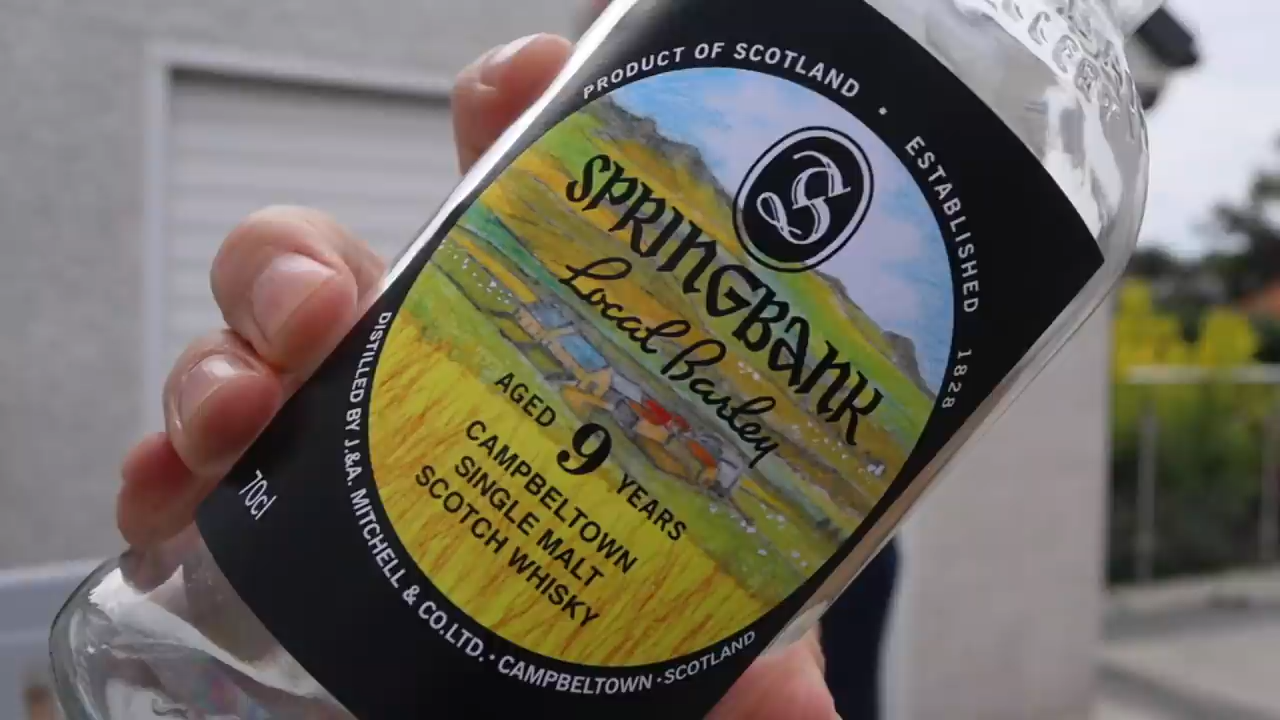 PRODUCT OF SCOTLAND • ESTABLISHED 1828
S
SPRINGBANK
Local Barley
AGED 9 YEARS
CAMPBELTOWN
SINGLE MALT
SCOTCH WHISKY
70cl
DISTILLED BY J.&A. MITCHELL & CO.LTD. • CAMPBELTOWN • SCOTLAND